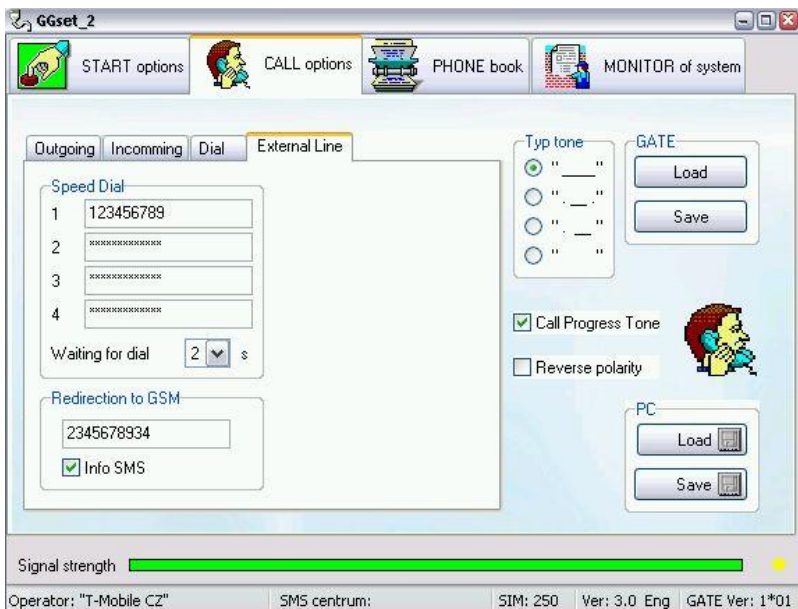 GGset_2
START options
CALL options
PHONE book
MONITOR of system
Outgoing
Incomming
Dial
External Line
Speed Dial
1 123456789
2 *************
3 *************
4 *************
Waiting for dial 2 s
Redirection to GSM
2345678934
Info SMS
Typ tone
"____"
". __ ."
". __"
"    "
GATE
Load
Save
Call Progress Tone
Reverse polarity
PC
Load
Save
Signal strength
Operator: "T-Mobile CZ" SMS centrum: SIM: 250 Ver: 3.0 Eng GATE Ver: 1*01